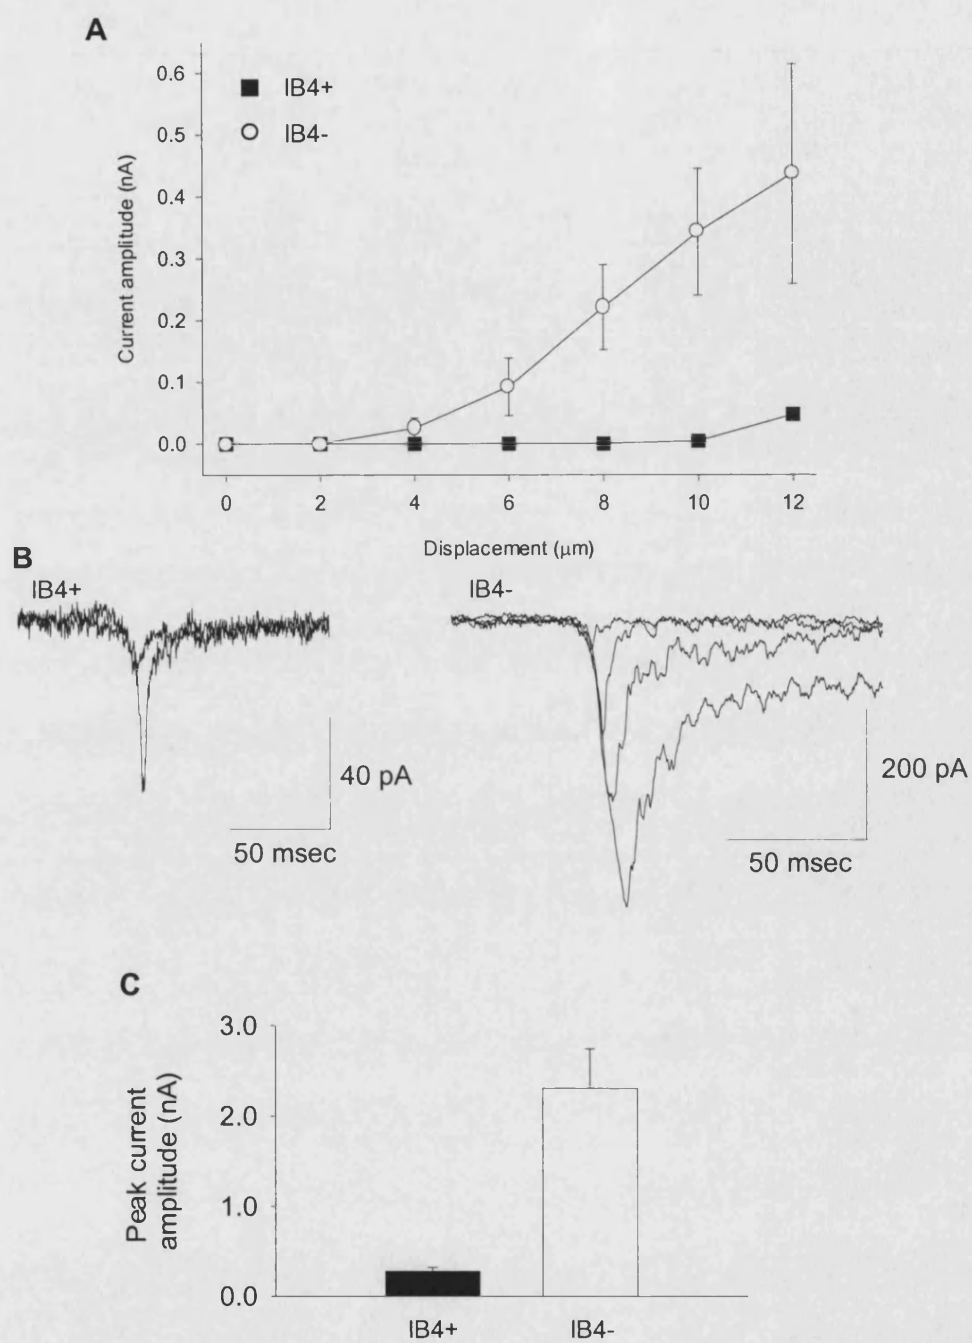 A
0.6
0.5
0.4
0.3
0.2
0.1
0.0
Current amplitude (nA)
IB4+
IB4-
0 2 4 6 8 10 12
Displacement (μm)
B
IB4+
IB4-
40 pA
50 msec
200 pA
50 msec
C
3.0
2.0
1.0
0.0
Peak current
amplitude (nA)
IB4+ IB4-